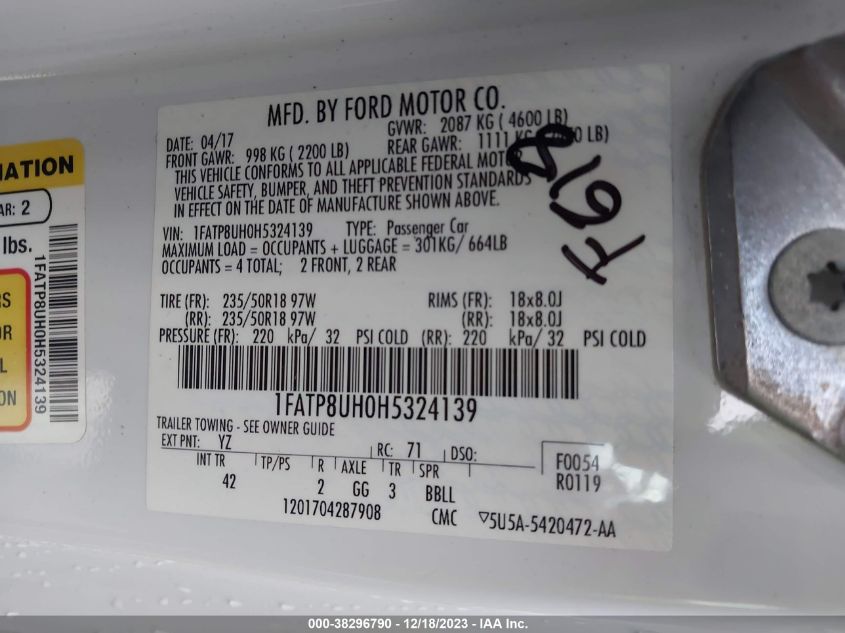 MFD. BY FORD MOTOR CO.
DATE: 04/17 GVWR: 2087 KG ( 4600 LB)
FRONT GAWR: 998 KG ( 2200 LB) REAR GAWR: 1111 LB)
THIS VEHICLE CONFORMS TO ALL APPLICABLE FEDERAL
VEHICLE SAFETY, BUMPER, AND THEFT PREVENTION STANDARDS
IN EFFECT ON THE DATE OF MANUFACTURE SHOWN ABOVE.
VIN: 1FATP8UH0H5324139 TYPE: Passenger Car
MAXIMUM LOAD = OCCUPANTS + LUGGAGE = 301KG/ 664LB
OCCUPANTS = 4 TOTAL; 2 FRONT, 2 REAR
TIRE (FR): 235/50R18 97W RIMS (FR): 18x8.0J
(RR): 235/50R18 97W (RR): 18x8.0J
PRESSURE (FR): 220 kPa/ 32 PSI COLD (RR): 220 kPa/ 32 PSI COLD
1FATP8UH0H5324139
TRAILER TOWING - SEE OWNER GUIDE
EXT PNT: YZ RC: 71 DSO:
INT TR TP/PS R AXLE TR SPR F0054
42 2 GG 3 BBLL R0119
1201704287908 CMC ▽5U5A-5420472-AA
AR: 2
lbs.
1FATP8UH0H5324139
000-38296790 - 12/18/2023 - IAA Inc.